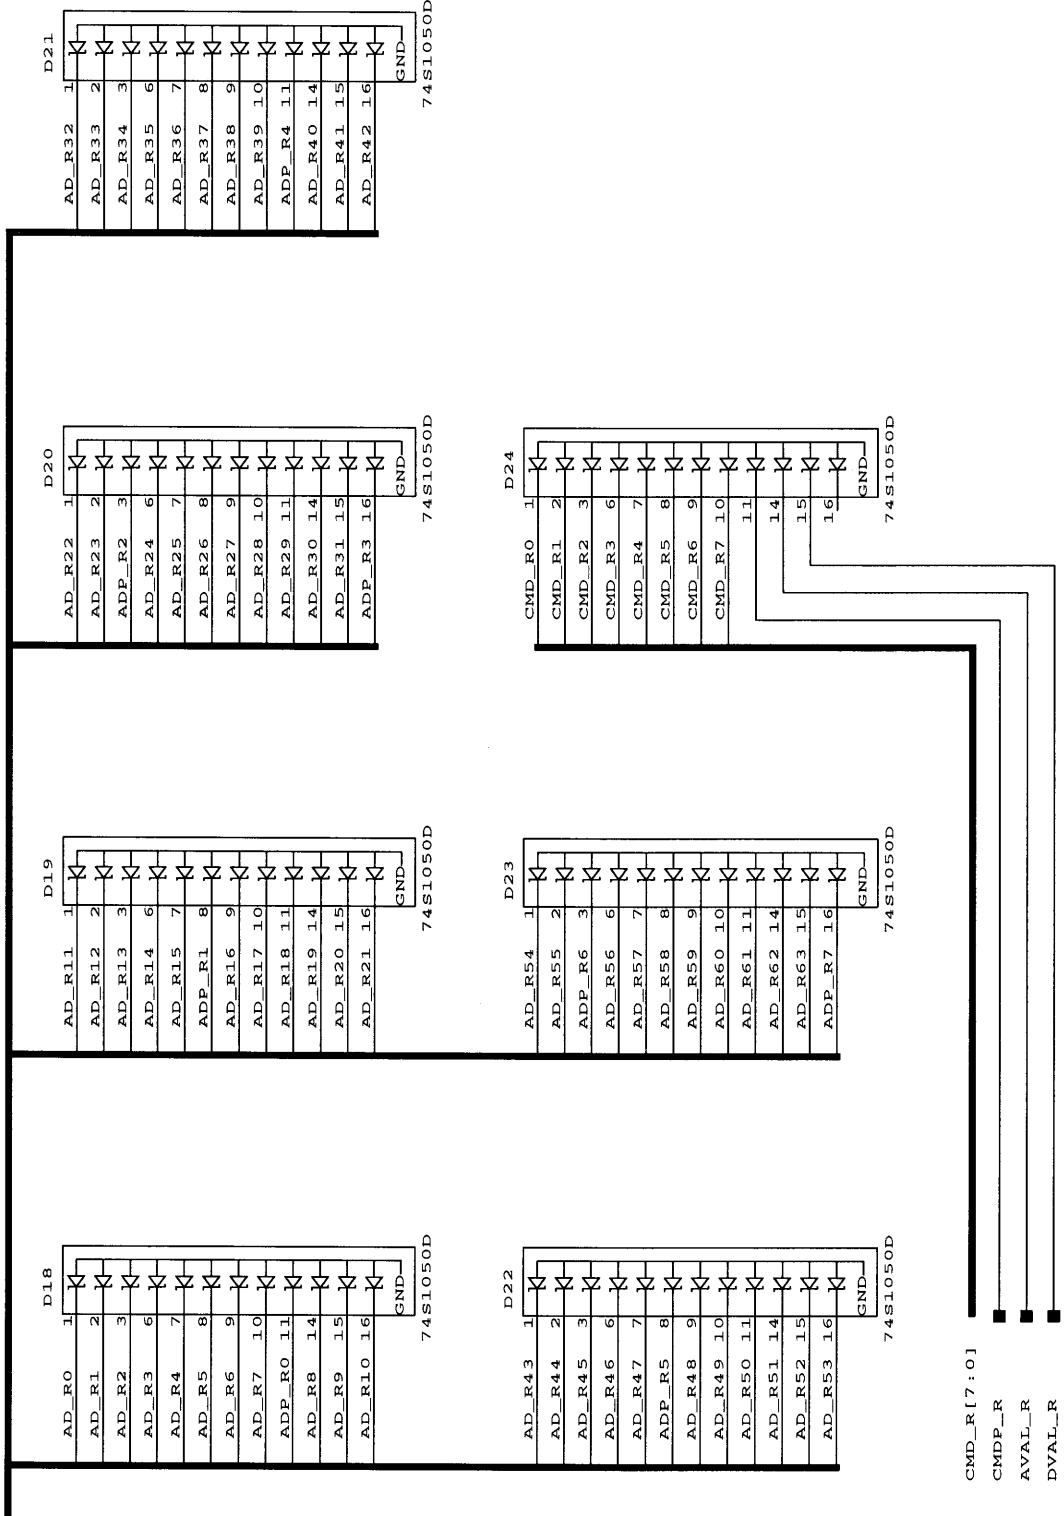 D21
74S1050D
GND
AD_R32 1
AD_R33 2
AD_R34 3
AD_R35 6
AD_R36 7
AD_R37 8
AD_R38 9
AD_R39 10
ADP_R4 11
AD_R40 14
AD_R41 15
AD_R42 16
D20
74S1050D
GND
AD_R22 1
AD_R23 2
ADP_R2 3
AD_R24 6
AD_R25 7
AD_R26 8
AD_R27 9
AD_R28 10
AD_R29 11
AD_R30 14
AD_R31 15
ADP_R3 16
D24
74S1050D
GND
CMD_R0 1
CMD_R1 2
CMD_R2 3
CMD_R3 6
CMD_R4 7
CMD_R5 8
CMD_R6 9
CMD_R7 10
11
14
15
16
D19
74S1050D
GND
AD_R11 1
AD_R12 2
AD_R13 3
AD_R14 6
AD_R15 7
ADP_R1 8
AD_R16 9
AD_R17 10
AD_R18 11
AD_R19 14
AD_R20 15
AD_R21 16
D23
74S1050D
GND
AD_R54 1
AD_R55 2
ADP_R6 3
AD_R56 6
AD_R57 7
AD_R58 8
AD_R59 9
AD_R60 10
AD_R61 11
AD_R62 14
AD_R63 15
ADP_R7 16
D18
74S1050D
GND
AD_R0 1
AD_R1 2
AD_R2 3
AD_R3 6
AD_R4 7
AD_R5 8
AD_R6 9
AD_R7 10
ADP_R0 11
AD_R8 14
AD_R9 15
AD_R10 16
D22
74S1050D
GND
AD_R43 1
AD_R44 2
AD_R45 3
AD_R46 6
AD_R47 7
ADP_R5 8
AD_R48 9
AD_R49 10
AD_R50 11
AD_R51 14
AD_R52 15
AD_R53 16
CMD_R[7:0]
CMDP_R
AVAL_R
DVAL_R